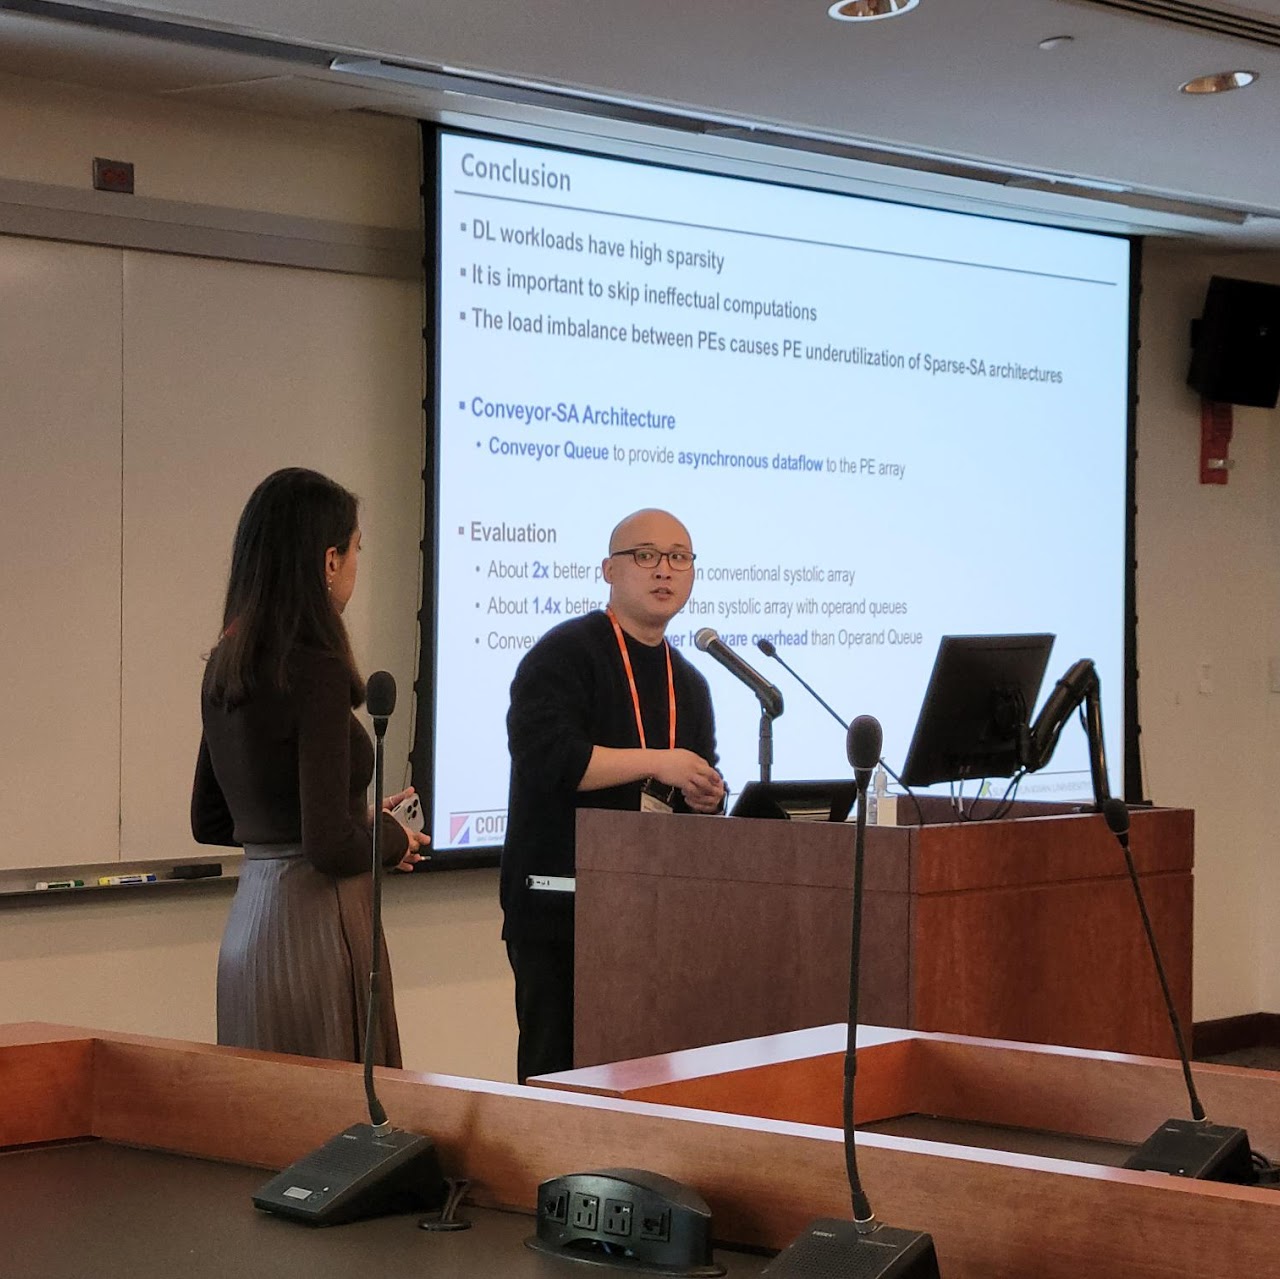 Conclusion
DL workloads have high sparsity
It is important to skip ineffectual computations
The load imbalance between PEs causes PE underutilization of Sparse-SA architectures
Conveyor-SA Architecture
Conveyor Queue to provide asynchronous dataflow to the PE array
Evaluation
About 2x better conventional systolic array
About 1.4x better than systolic array with operand queues
overhead than Operand Queue